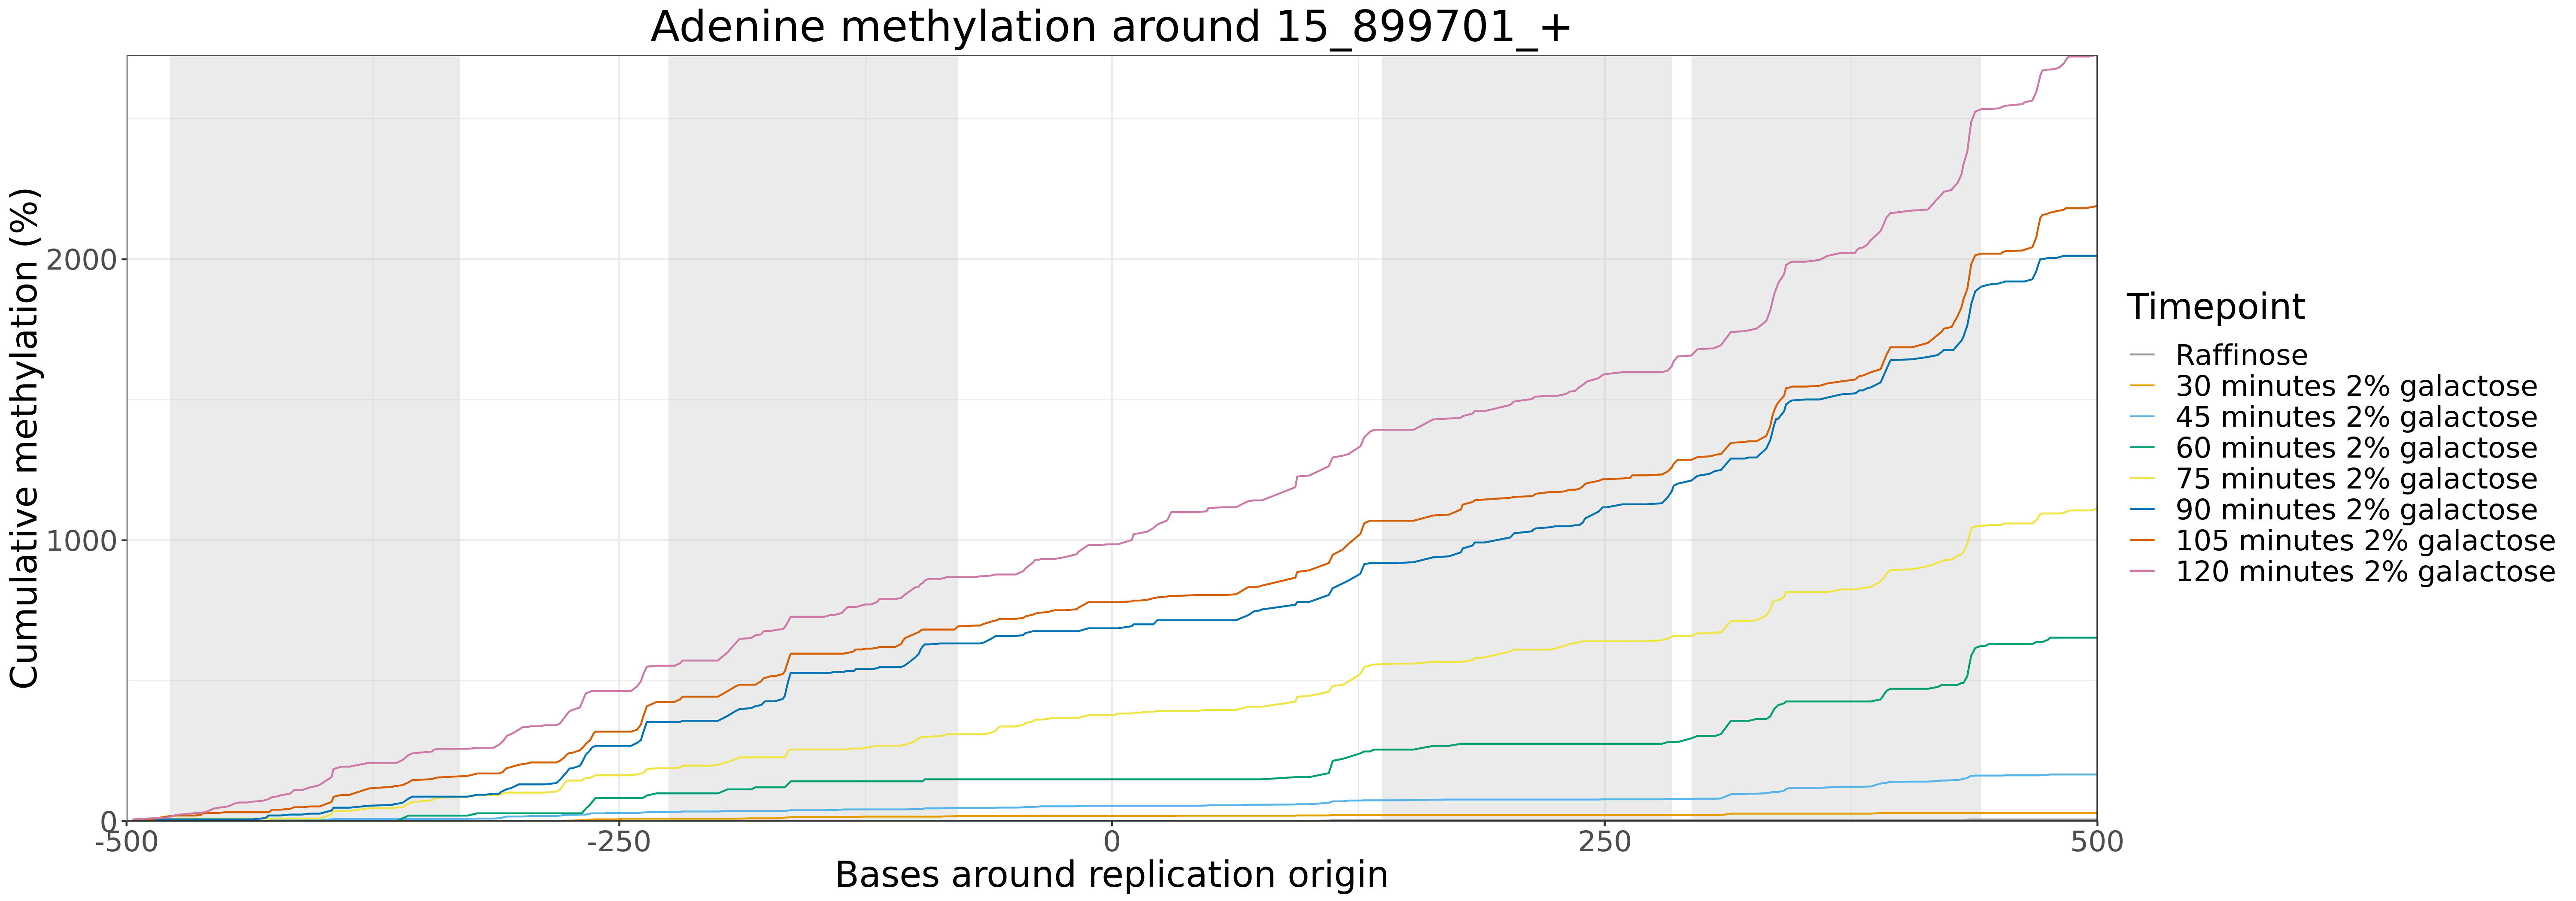 Adenine methylation around 15_899701_+
Cumulative methylation (%)
2000
1000
0
-500
-250
0
250
500
Bases around replication origin
Timepoint
Raffinose
30 minutes 2% galactose
45 minutes 2% galactose
60 minutes 2% galactose
75 minutes 2% galactose
90 minutes 2% galactose
105 minutes 2% galactose
120 minutes 2% galactose